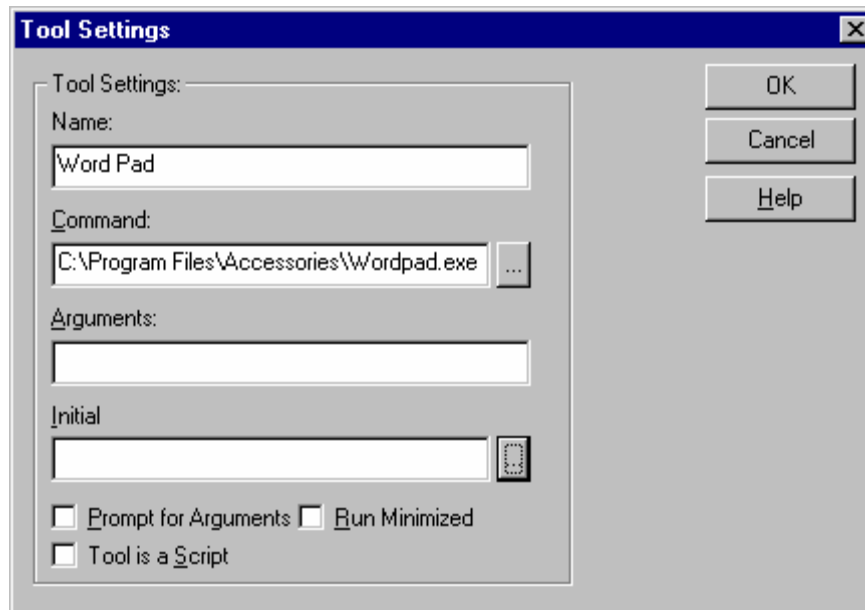 Tool Settings
Tool Settings:
OK
Name:
Cancel
Word Pad
Help
Command:
C:\Program Files\Accessories\Wordpad.exe ...
Arguments:
Initial
...
Prompt for Arguments Run Minimized
Tool is a Script